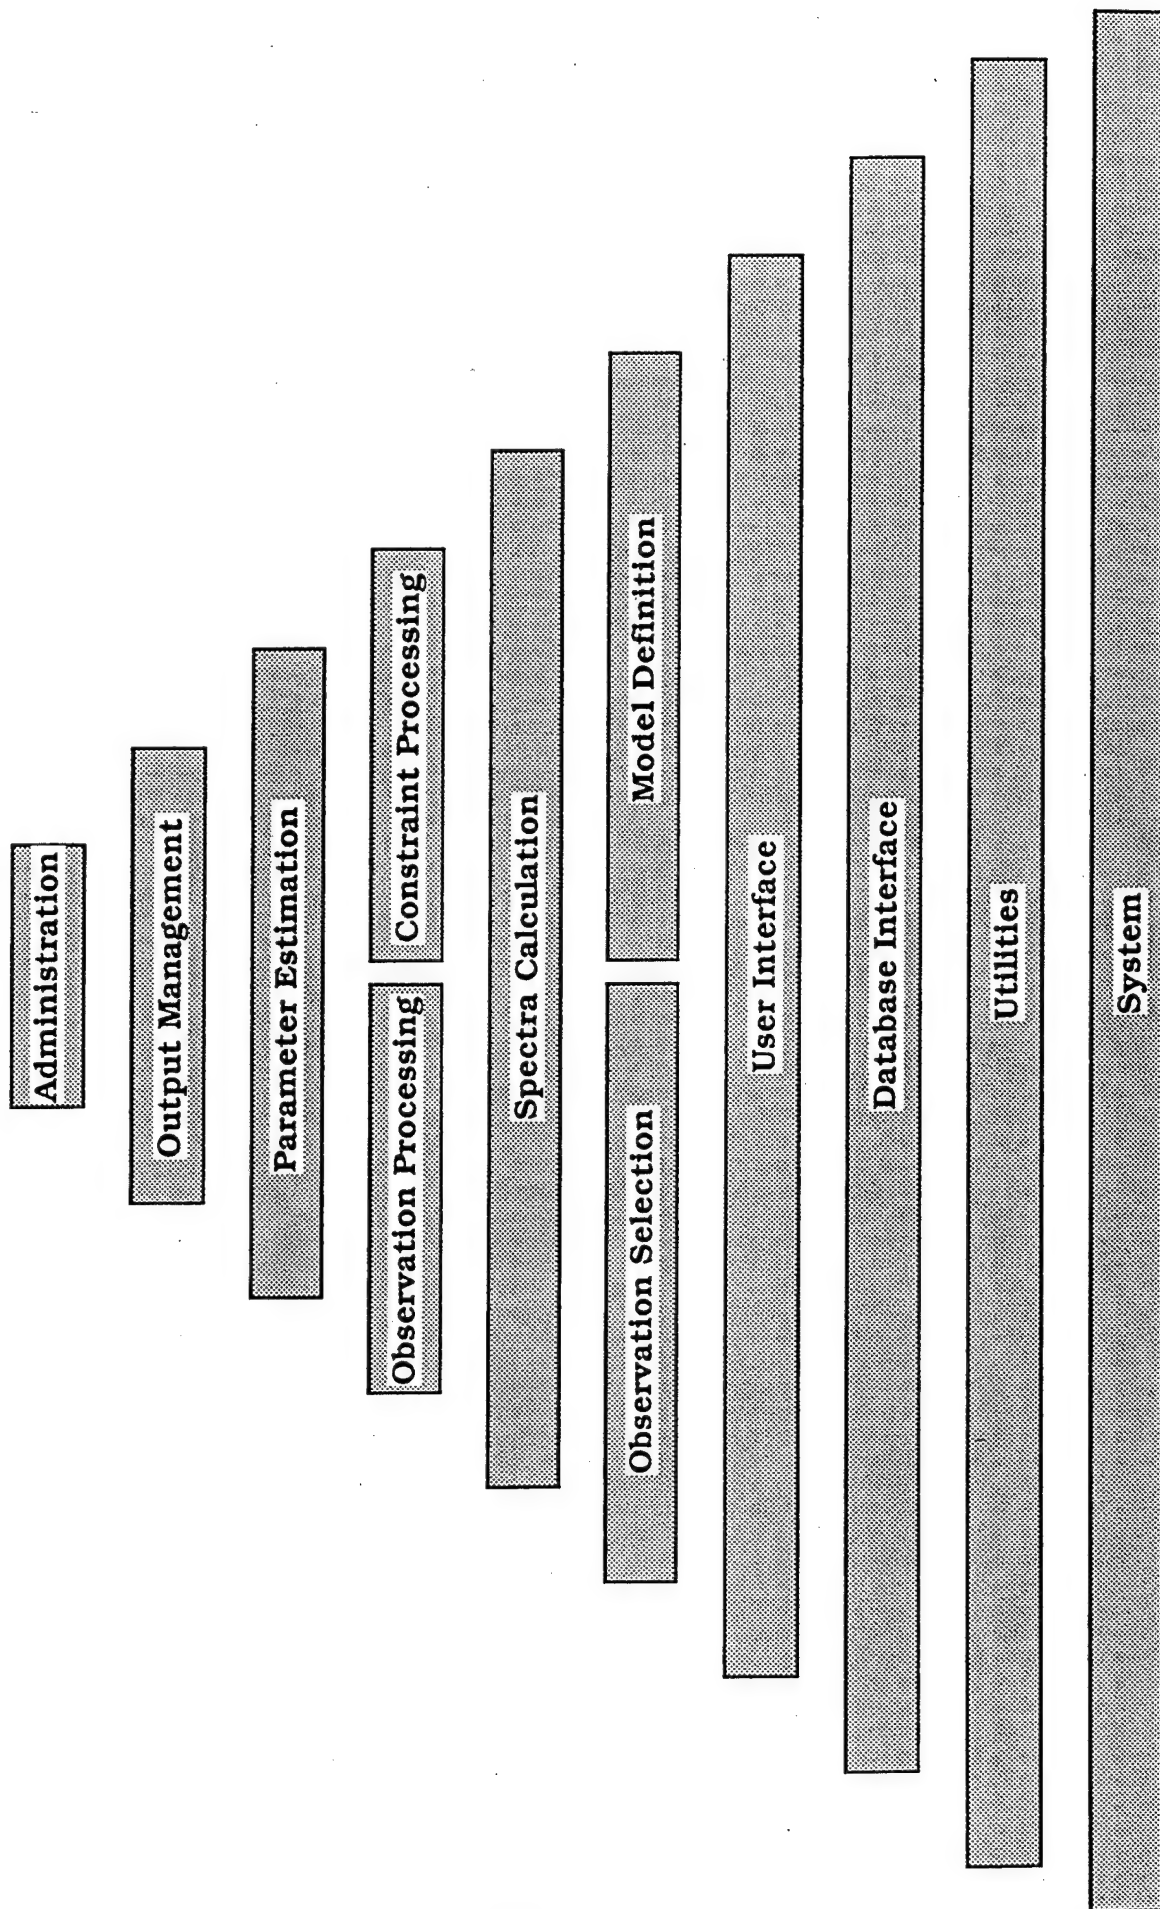 Administration
Output Management
Parameter Estimation
Observation Processing
Constraint Processing
Spectra Calculation
Observation Selection
Model Definition
User Interface
Database Interface
Utilities
System